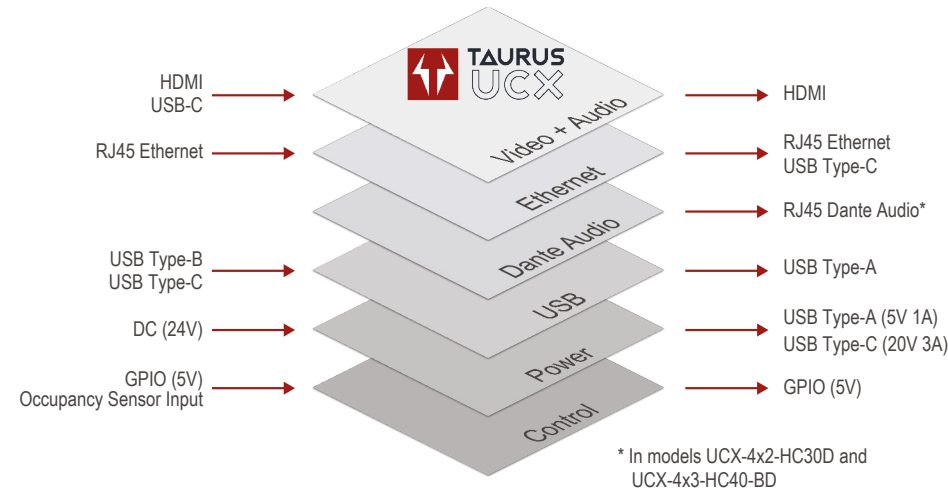 TAURUS
UCX
HDMI
USB-C
HDMI
Video + Audio
RJ45 Ethernet
RJ45 Ethernet
USB Type-C
Ethernet
RJ45 Dante Audio*
Dante Audio
USB Type-B
USB Type-C
USB Type-A
USB
DC (24V)
USB Type-A (5V 1A)
USB Type-C (20V 3A)
Power
GPIO (5V)
Occupancy Sensor Input
GPIO (5V)
Control
* In models UCX-4x2-HC30D and
UCX-4x3-HC40-BD